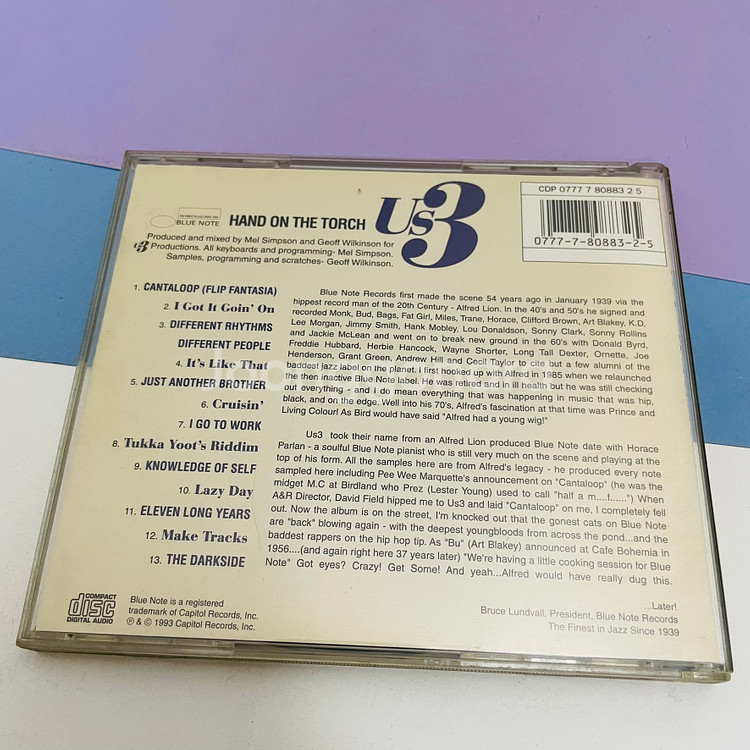 THE FINEST IN JAZZ SINCE 1939
BLUE NOTE
HAND ON THE TORCH
Us3
CDP 0777 7 80883 2 5
0777-7-80883-2-5
Produced and mixed by Mel Simpson and Geoff Wilkinson for
us3 Productions. All keyboards and programming- Mel Simpson.
Samples, programming and scratches- Geoff Wilkinson.
1. CANTALOOP (FLIP FANTASIA)
2. I Got It Goin' On
3. DIFFERENT RHYTHMS
DIFFERENT PEOPLE
4. It's Like That
5. JUST ANOTHER BROTHER
6. Cruisin'
7. I GO TO WORK
8. Tukka Yoot's Riddim
9. KNOWLEDGE OF SELF
10. Lazy Day
11. ELEVEN LONG YEARS
12. Make Tracks
13. THE DARKSIDE
Blue Note Records first made the scene 54 years ago in January 1939 via the
hippest record man of the 20th Century - Alfred Lion. In the 40's and 50's he signed and
recorded Monk, Bud, Bags, Fat Girl, Miles, Trane, Horace, Clifford Brown, Art Blakey, K.D,
Lee Morgan, Jimmy Smith, Hank Mobley, Lou Donaldson, Sonny Clark, Sonny Rollins
and Jackie McLean and went on to break new ground in the 60's with Donald Byrd,
Freddie Hubbard, Herbie Hancock, Wayne Shorter, Long Tall Dexter, Ornette, Joe
Henderson, Grant Green, Andrew Hill and Cecil Taylor to cite but a few alumni of the
baddest jazz label on the planet. I first hooked up with Alfred in 1985 when we relaunched
the then inactive Blue Note label. He was retired and in ill health but he was still checking
out everything - and I do mean everything that was happening in music that was hip,
black, and on the edge. Well into his 70's, Alfred's fascination at that time was Prince and
Living Colour! As Bird would have said "Alfred had a young wig!"
Us3 took their name from an Alfred Lion produced Blue Note date with Horace
Parlan - a soulful Blue Note pianist who is still very much on the scene and playing at the
top of his form. All the samples here are from Alfred's legacy - he produced every note
sampled here including Pee Wee Marquette's announcement on "Cantaloop" (he was the
midget M.C at Birdland who Prez (Lester Young) used to call "half a m....f......") When
A&R Director, David Field hipped me to Us3 and laid "Cantaloop" on me, I completely fell
out. Now the album is on the street, I'm knocked out that the gonest cats on Blue Note
are "back" blowing again - with the deepest youngbloods from across the pond...and the
baddest rappers on the hip hop tip. As "Bu" (Art Blakey) announced at Cafe Bohemia in
1956....(and again right here 37 years later) "We're having a little cooking session for Blue
Note" Got eyes? Crazy! Get Some! And yeah...Alfred would have really dug this.
...Later!
Bruce Lundvall, President, Blue Note Records
The Finest in Jazz Since 1939
COMPACT
disc
DIGITAL AUDIO
Blue Note is a registered
trademark of Capitol Records, Inc.
℗ & © 1993 Capitol Records, Inc.